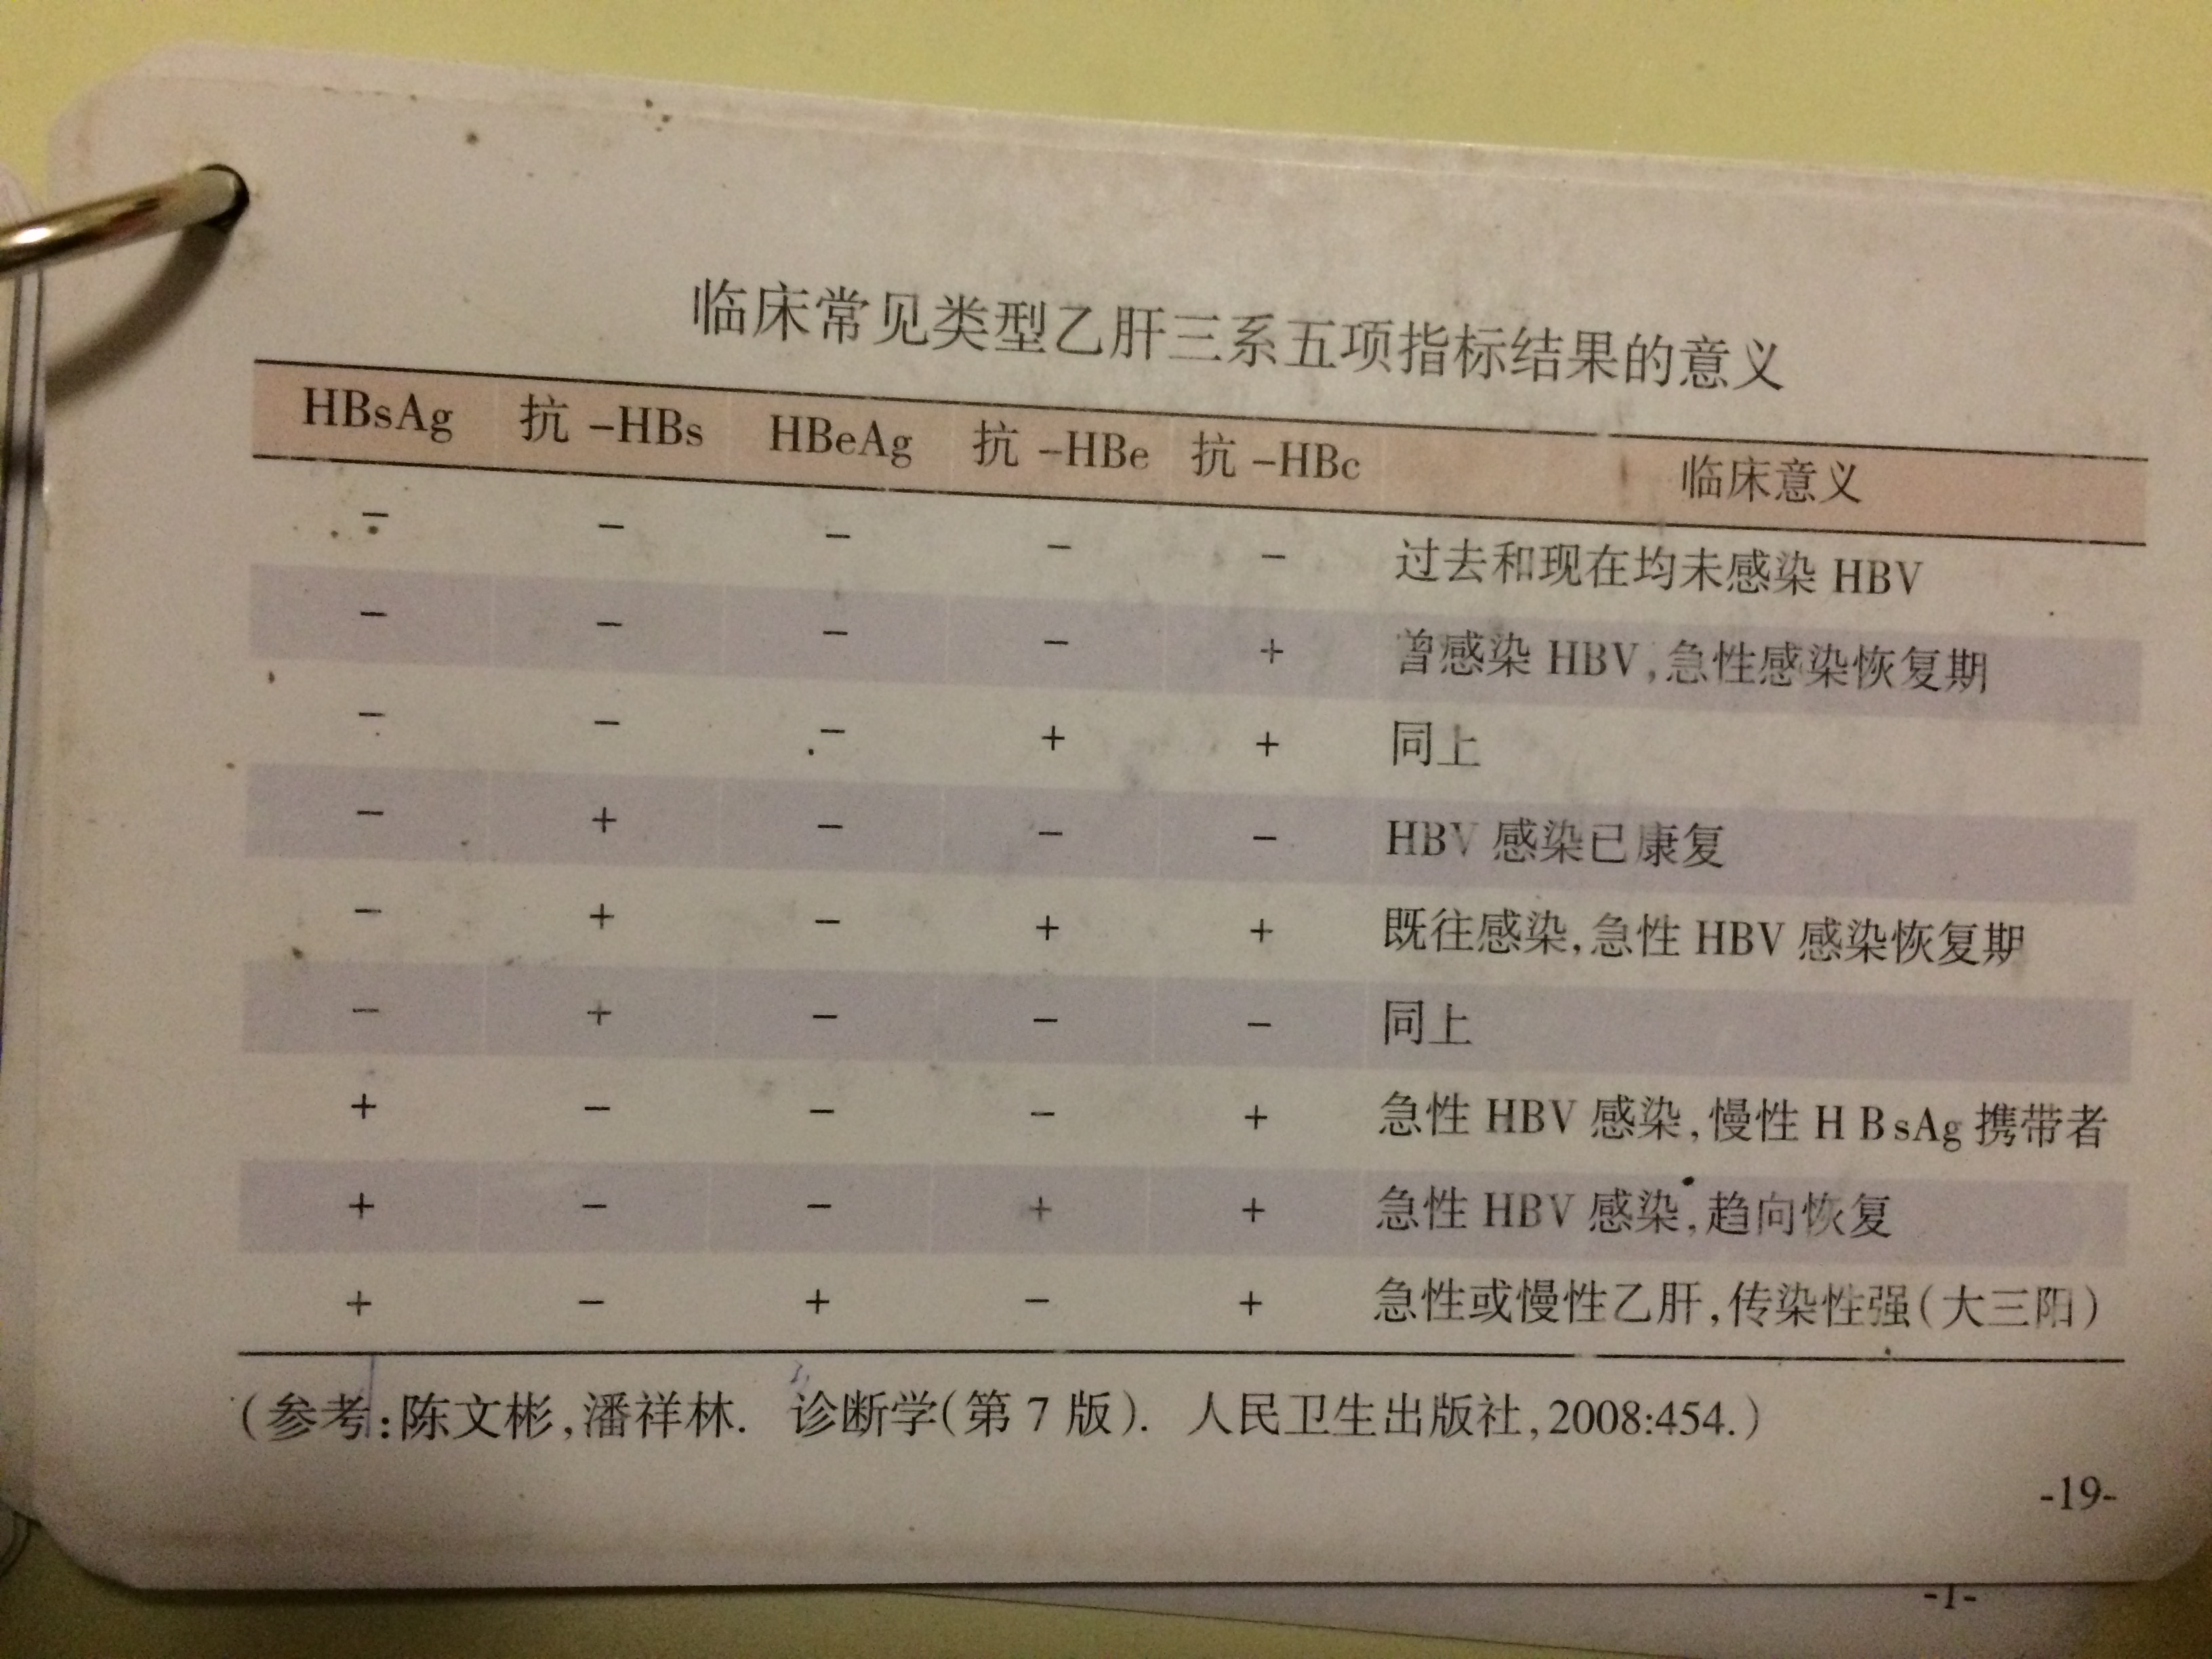 临床常见类型乙肝三系五项指标结果的意义
HBsAg 抗-HBs HBeAg 抗-HBe 抗-HBc 临床意义
- - - - - 过去和现在均未感染 HBV
- - - - + 曾感染 HBV,急性感染恢复期
- - - + + 同上
- + - - - HBV 感染已康复
- + - + + 既往感染,急性 HBV 感染恢复期
- + - - - 同上
+ - - - + 急性 HBV 感染,慢性 HBsAg 携带者
+ - - + + 急性 HBV 感染,趋向恢复
+ - + - + 急性或慢性乙肝,传染性强(大三阳)
(参考:陈文彬,潘祥林. 诊断学(第 7 版). 人民卫生出版社,2008:454.)
-19-
-1-